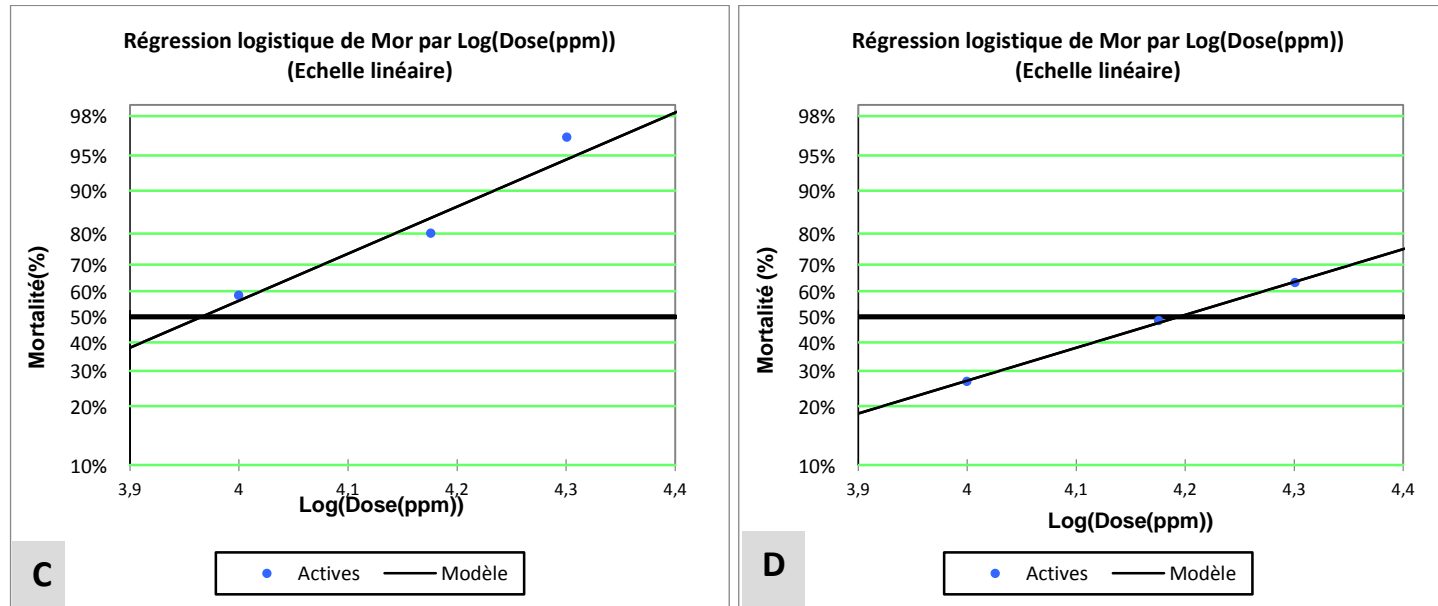 Régression logistique de Mor par Log(Dose(ppm))
(Echelle linéaire)
98%
95%
90%
80%
70%
60%
50%
40%
30%
20%
10%
Mortalité(%)
3,9
4
4,1
4,2
4,3
4,4
Log(Dose(ppm))
C
Actives
Modèle
Régression logistique de Mor par Log(Dose(ppm))
(Echelle linéaire)
98%
95%
90%
80%
70%
60%
50%
40%
30%
20%
10%
Mortalité (%)
3,9
4
4,1
4,2
4,3
4,4
Log(Dose(ppm))
D
Actives
Modèle